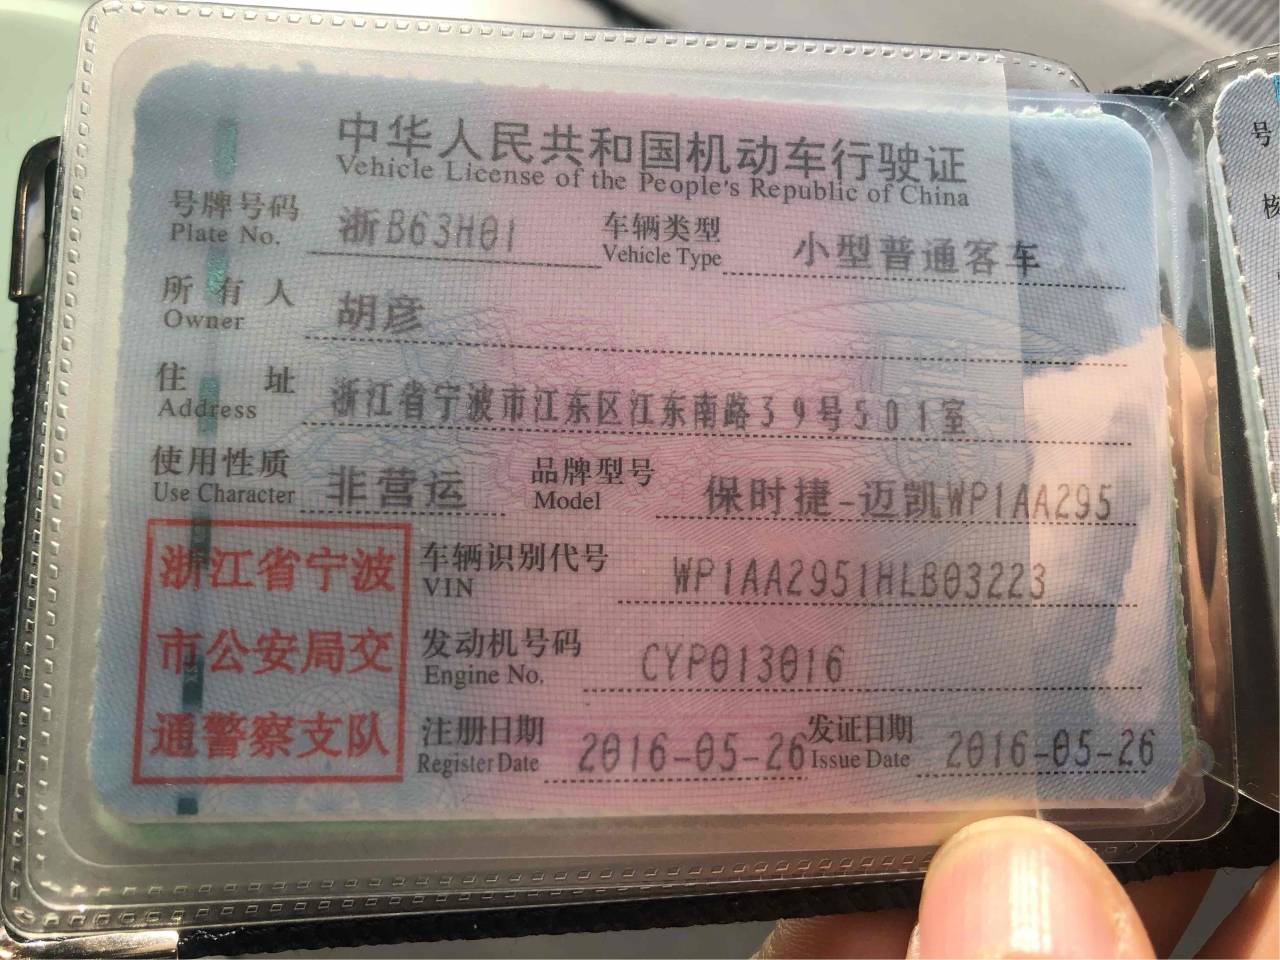 中华人民共和国机动车行驶证
Vehicle License of the People's Republic of China
号牌号码 浙B63H01 车辆类型 小型普通客车
Plate No. Vehicle Type
所有人 胡彦
Owner
住址 浙江省宁波市江东区江东南路39号501室
Address
使用性质 非营运 品牌型号 保时捷-迈凯WP1AA295
Use Character Model
浙江省宁波
市公安局交
通警察支队
车辆识别代号 WP1AA2951HLB03223
VIN
发动机号码 CYP013016
Engine No.
注册日期 2016-05-26 发证日期 2016-05-26
Register Date Issue Date
号
核